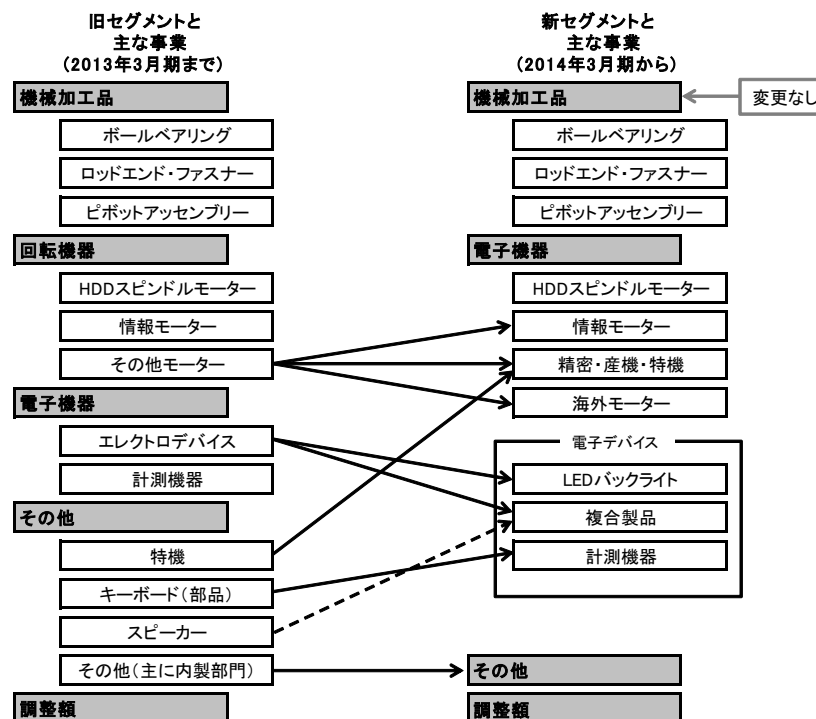 旧セグメントと
主な事業
（2013年3月期まで）
機械加工品
ボールベアリング
ロッドエンド・ファスナー
ピボットアッセンブリー
回転機器
HDDスピンドルモーター
情報モーター
その他モーター
電子機器
エレクトロデバイス
計測機器
その他
特機
キーボード（部品）
スピーカー
その他（主に内製部門）
調整額
新セグメントと
主な事業
（2014年3月期から）
機械加工品
変更なし
ボールベアリング
ロッドエンド・ファスナー
ピボットアッセンブリー
電子機器
HDDスピンドルモーター
情報モーター
精密・産機・特機
海外モーター
電子デバイス
LEDバックライト
複合製品
計測機器
その他
調整額